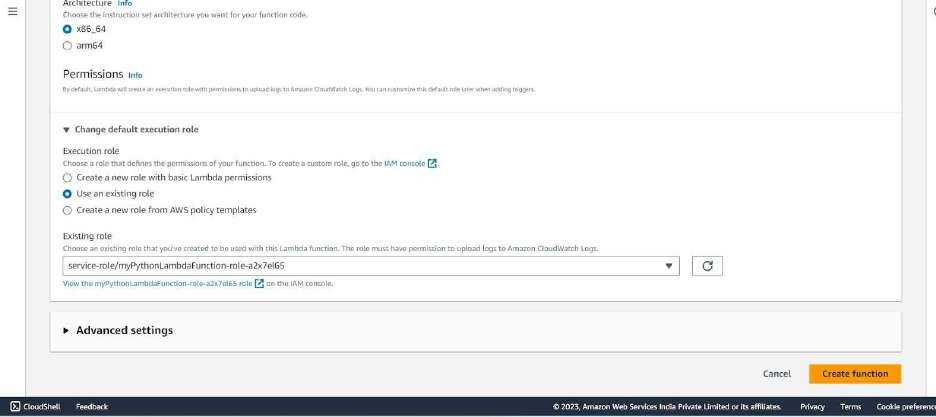 Architecture Info
Choose the instruction set architecture you want for your function code.
x86_64
arm64
Permissions Info
By default, Lambda will create an execution role with permissions to upload logs to Amazon CloudWatch Logs. You can customize this default role later when adding triggers.
Change default execution role
Execution role
Choose a role that defines the permissions of your function. To create a custom role, go to the IAM console.
Create a new role with basic Lambda permissions
Use an existing role
Create a new role from AWS policy templates
Existing role
Choose an existing role that you've created to be used with this Lambda function. The role must have permission to upload logs to Amazon CloudWatch Logs.
service-role/myPythonLambdaFunction-role-a2x7el65
View the myPythonLambdaFunction-role-a2x7el65 role on the IAM console.
Advanced settings
Cancel Create function
CloudShell Feedback © 2023, Amazon Web Services India Private Limited or its affiliates. Privacy Terms Cookie preference